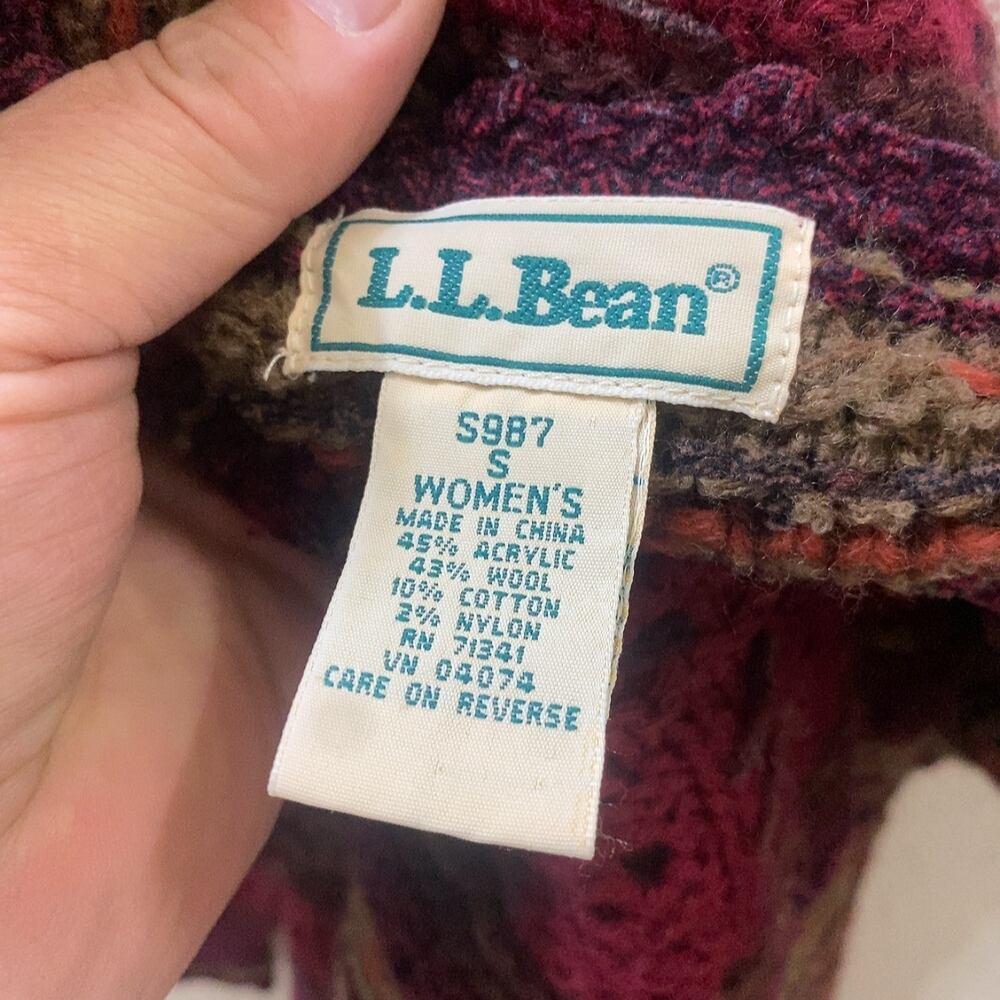 L.L.Bean®
S987
S
WOMEN'S
MADE IN CHINA
45% ACRYLIC
43% WOOL
10% COTTON
2% NYLON
RN 71341
VN 04074
CARE ON REVERSE